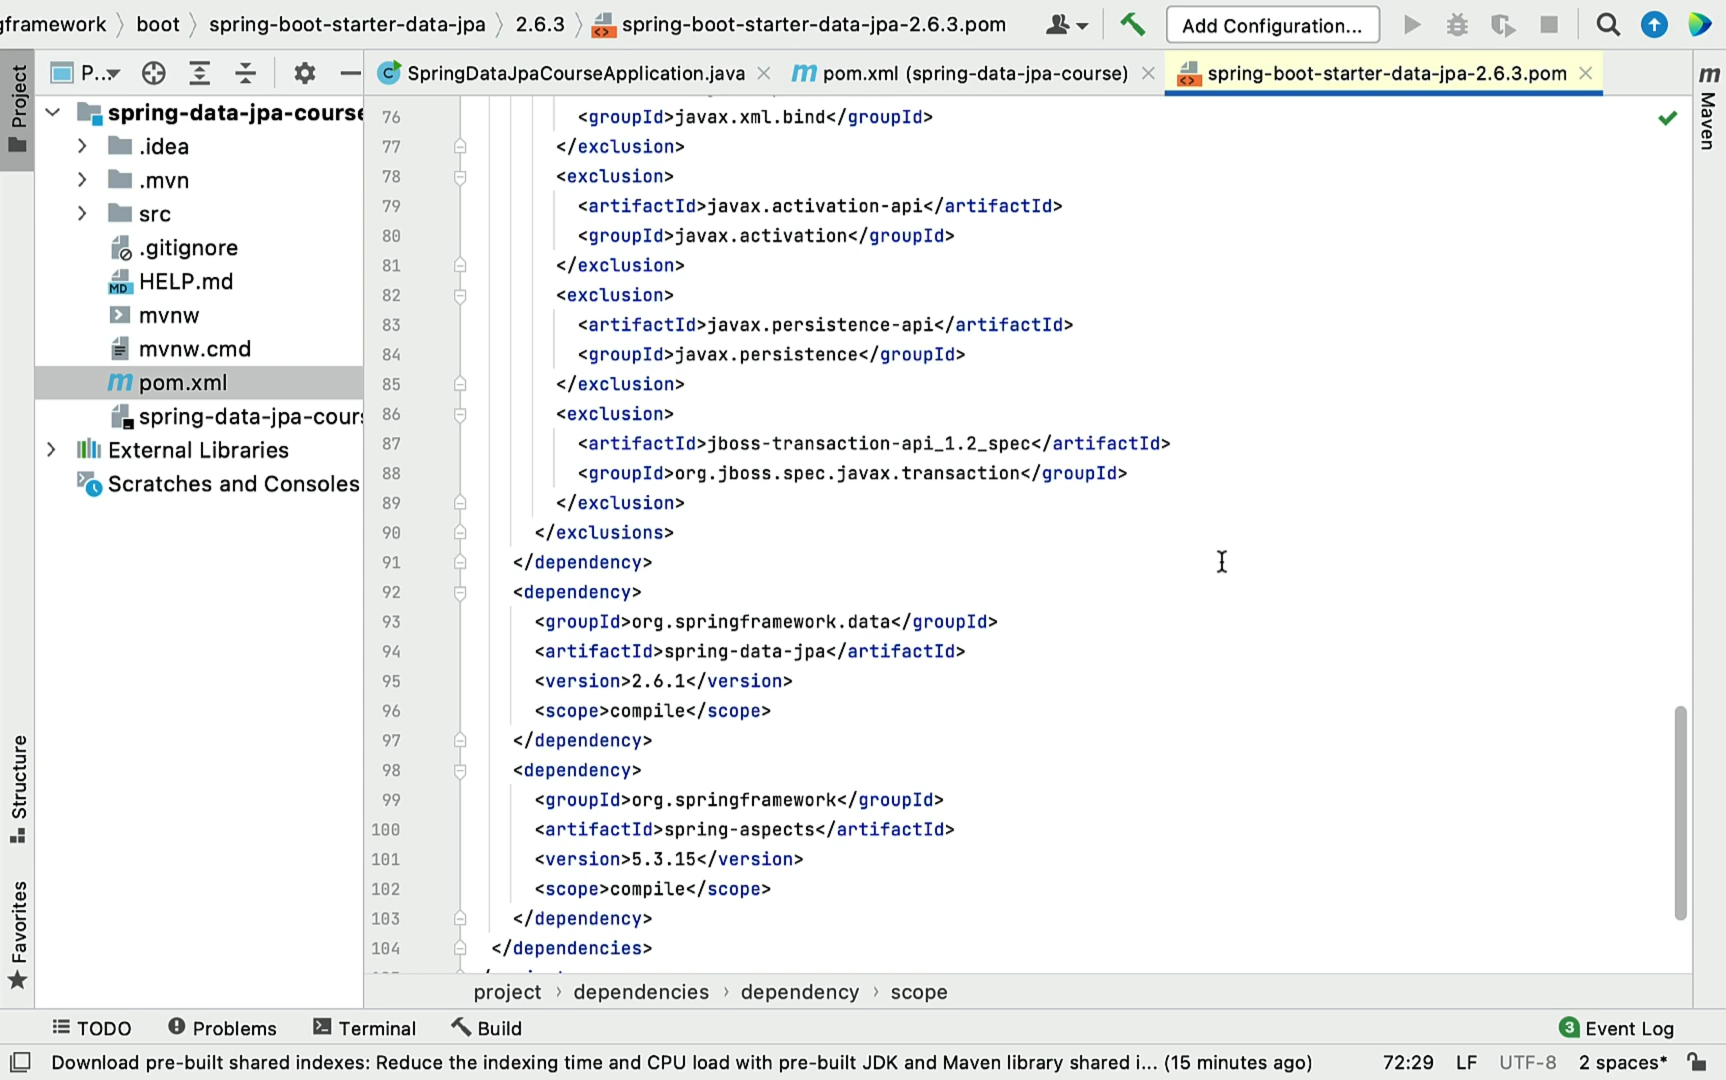 gframework › boot › spring-boot-starter-data-jpa › 2.6.3 › spring-boot-starter-data-jpa-2.6.3.pom
Add Configuration...
Project
P...
SpringDataJpaCourseApplication.java
pom.xml (spring-data-jpa-course)
spring-boot-starter-data-jpa-2.6.3.pom
Maven
spring-data-jpa-course
.idea
.mvn
src
.gitignore
HELP.md
mvnw
mvnw.cmd
pom.xml
spring-data-jpa-cour
External Libraries
Scratches and Consoles
Structure
Favorites
76 <groupId>javax.xml.bind</groupId>
77 </exclusion>
78 <exclusion>
79 <artifactId>javax.activation-api</artifactId>
80 <groupId>javax.activation</groupId>
81 </exclusion>
82 <exclusion>
83 <artifactId>javax.persistence-api</artifactId>
84 <groupId>javax.persistence</groupId>
85 </exclusion>
86 <exclusion>
87 <artifactId>jboss-transaction-api_1.2_spec</artifactId>
88 <groupId>org.jboss.spec.javax.transaction</groupId>
89 </exclusion>
90 </exclusions>
91 </dependency>
92 <dependency>
93 <groupId>org.springframework.data</groupId>
94 <artifactId>spring-data-jpa</artifactId>
95 <version>2.6.1</version>
96 <scope>compile</scope>
97 </dependency>
98 <dependency>
99 <groupId>org.springframework</groupId>
100 <artifactId>spring-aspects</artifactId>
101 <version>5.3.15</version>
102 <scope>compile</scope>
103 </dependency>
104 </dependencies>
project › dependencies › dependency › scope
TODO Problems Terminal Build 3 Event Log
Download pre-built shared indexes: Reduce the indexing time and CPU load with pre-built JDK and Maven library shared i... (15 minutes ago) 72:29 LF UTF-8 2 spaces*